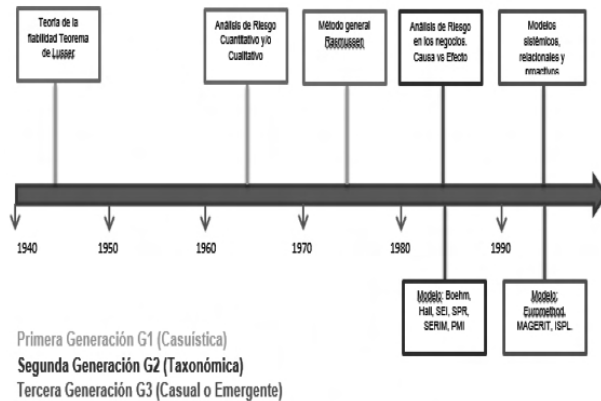 Teoría de la
fiabilidad Teorema
de Lusser.
Análisis de Riesgo
Cuantitativo y/o
Cualitativo
Método general
Rasmussen.
Análisis de Riesgo
en los negocios.
Causa vs Efecto
Modelos
sistémicos,
relacionales y
proactivos
1940
1950
1960
1970
1980
1990
Modelo: Boehm,
Hall, SEI, SPR,
SERIM, PMI
Modelo:
Euromethod,
MAGERIT, ISPL.
Primera Generación G1 (Casuística)
Segunda Generación G2 (Taxonómica)
Tercera Generación G3 (Casual o Emergente)